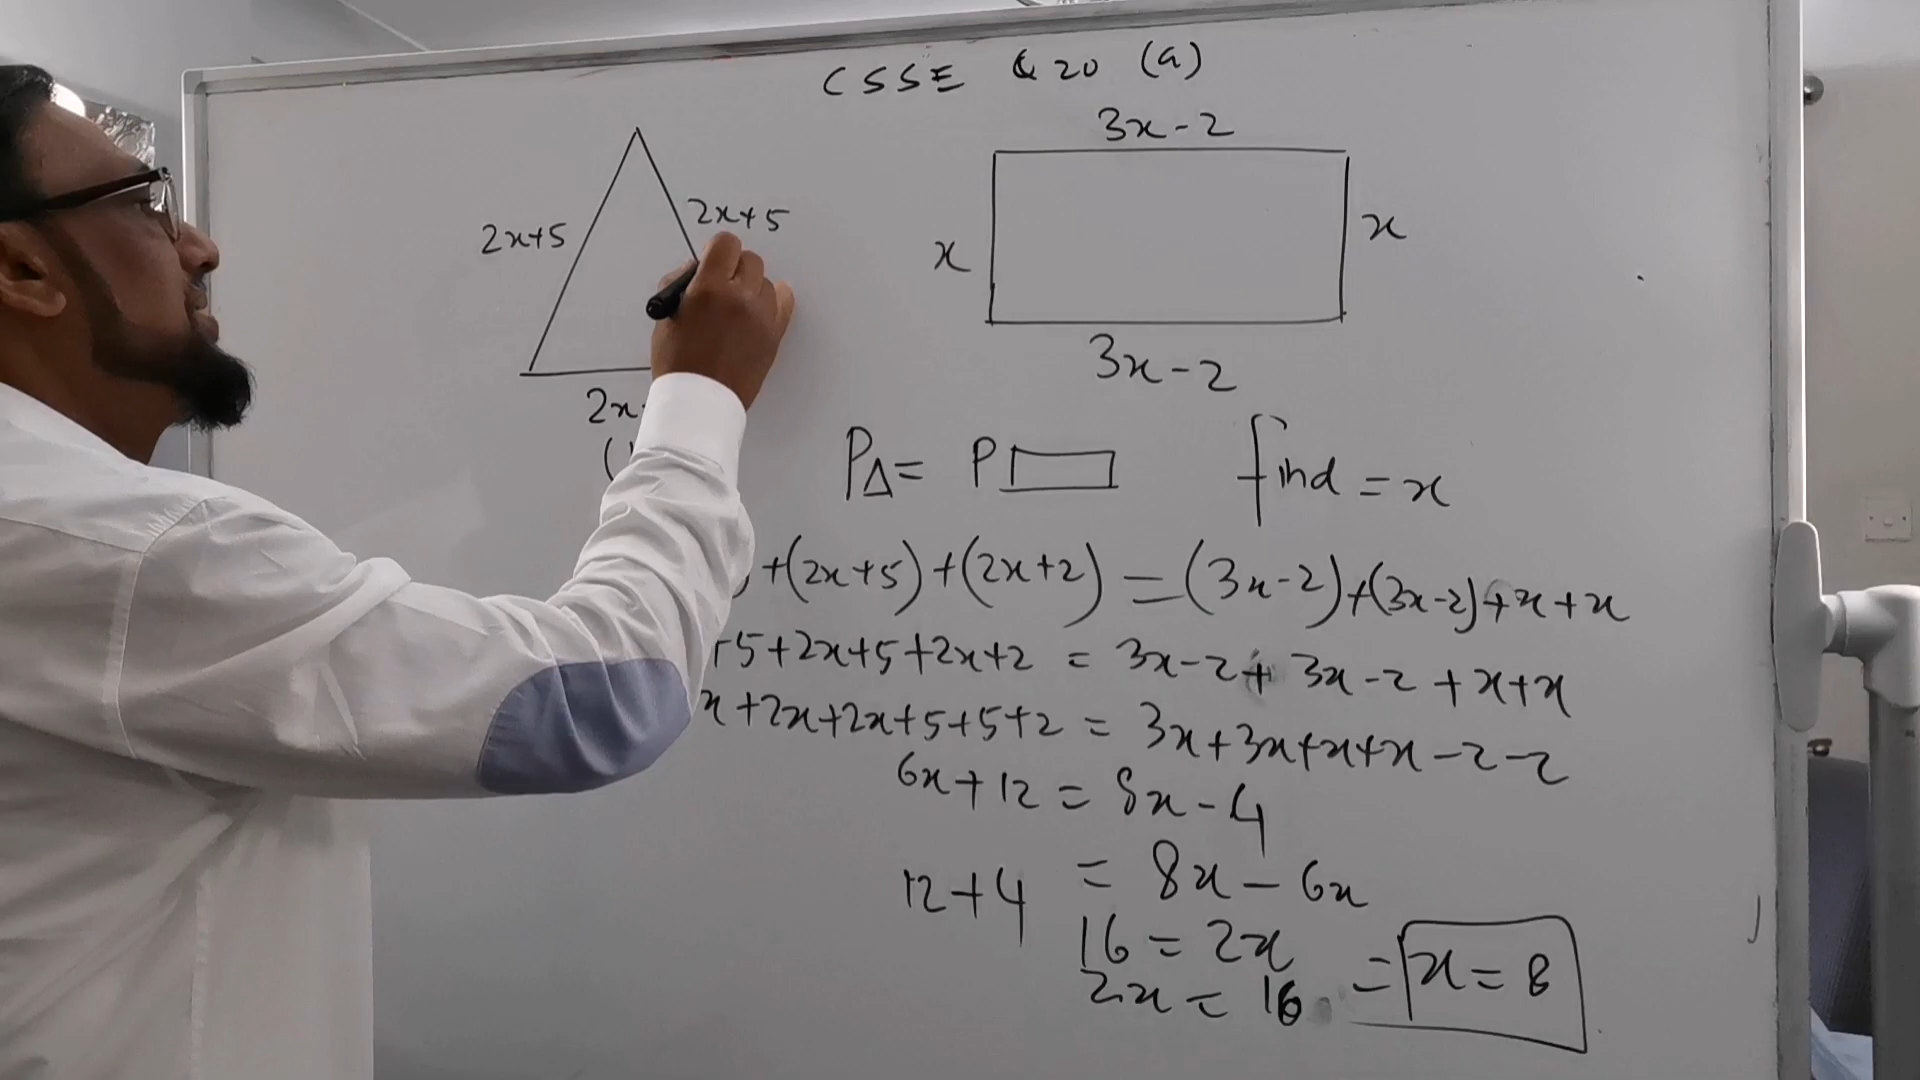 CSSE Q 20 (a)
3x-2
2x+5
2x+5
x
x
3x-2
2x
P△= P▭ find = x
+(2x+5)+(2x+2) = (3x-2)+(3x-2)+x+x
+5+2x+5+2x+2 = 3x-2+3x-2+x+x
x+2x+2x+5+5+2 = 3x+3x+x+x-2-2
6x+12 = 8x-4
12+4 = 8x-6x
16 = 2x
2x = 16 = x = 8